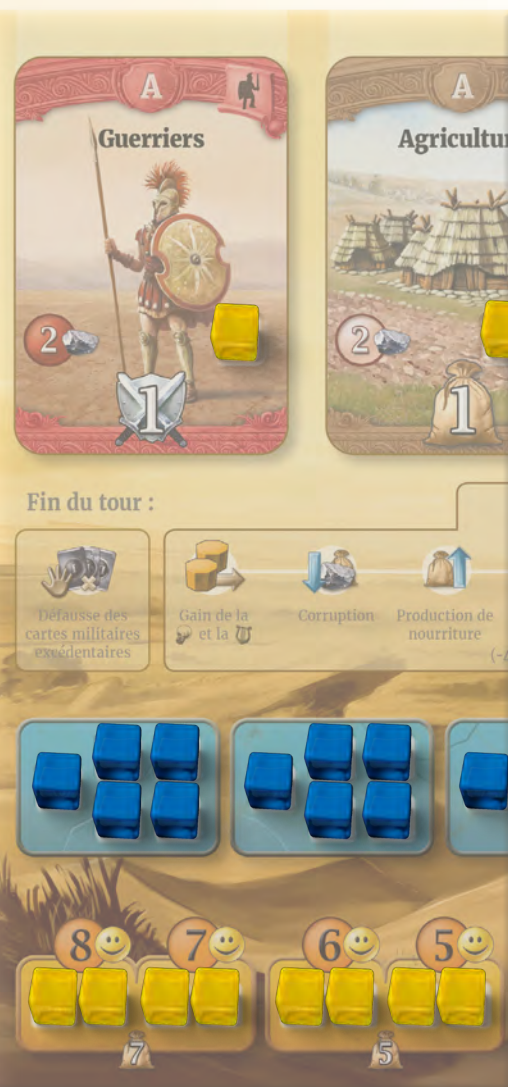 A
Guerriers
2
1
A
Agricultur
2
1
Fin du tour :
Défausse des
cartes militaires
excédentaires
Gain de la
et la
Corruption
Production de
nourriture
8
7
6
5
7
5